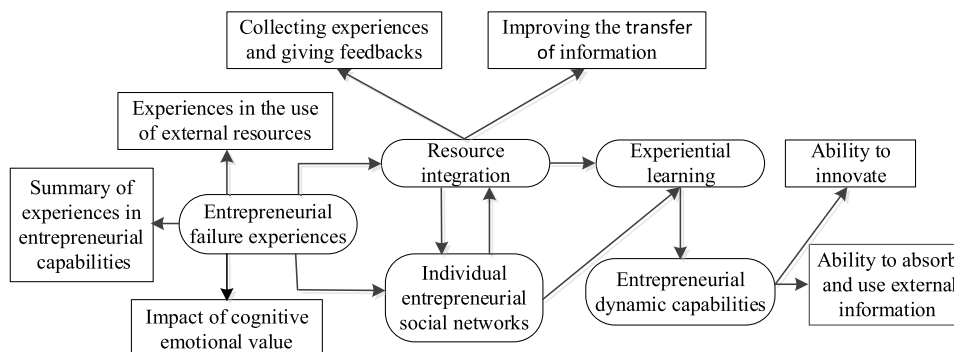 Collecting experiences
and giving feedbacks
Improving the transfer
of information
Experiences in the use
of external resources
Resource
integration
Experiential
learning
Ability to
innovate
Summary of
experiences in
entrepreneurial
capabilities
Entrepreneurial
failure experiences
Individual
entrepreneurial
social networks
Entrepreneurial
dynamic capabilities
Ability to absorb
and use external
information
Impact of cognitive
emotional value